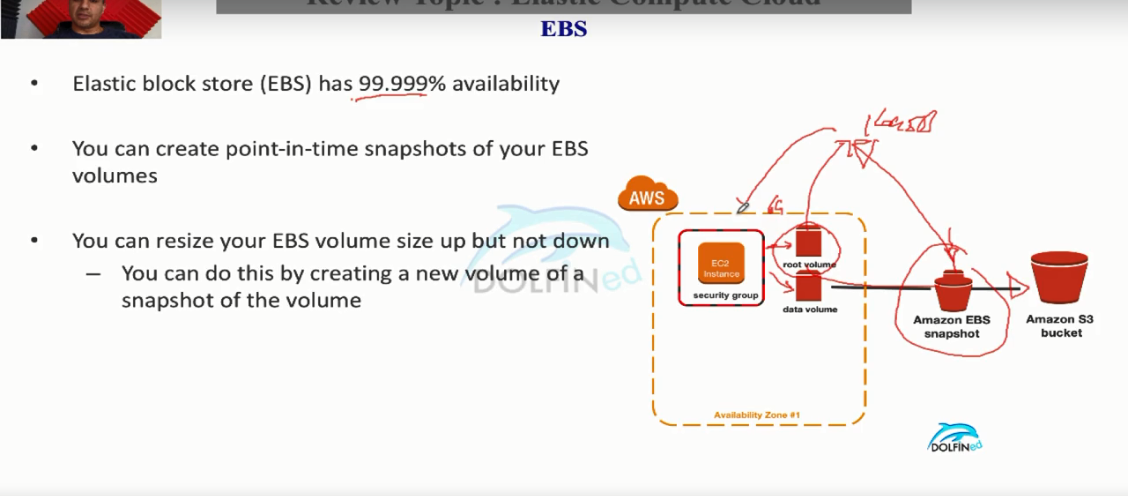 Review Topic : Elastic Compute Cloud
EBS
• Elastic block store (EBS) has 99.999% availability
• You can create point-in-time snapshots of your EBS
volumes
• You can resize your EBS volume size up but not down
– You can do this by creating a new volume of a
snapshot of the volume
AWS
EC2
Instance
security group
root volume
data volume
Amazon EBS
snapshot
Amazon S3
bucket
Availability Zone #1
DOLFINed
DOLFINed